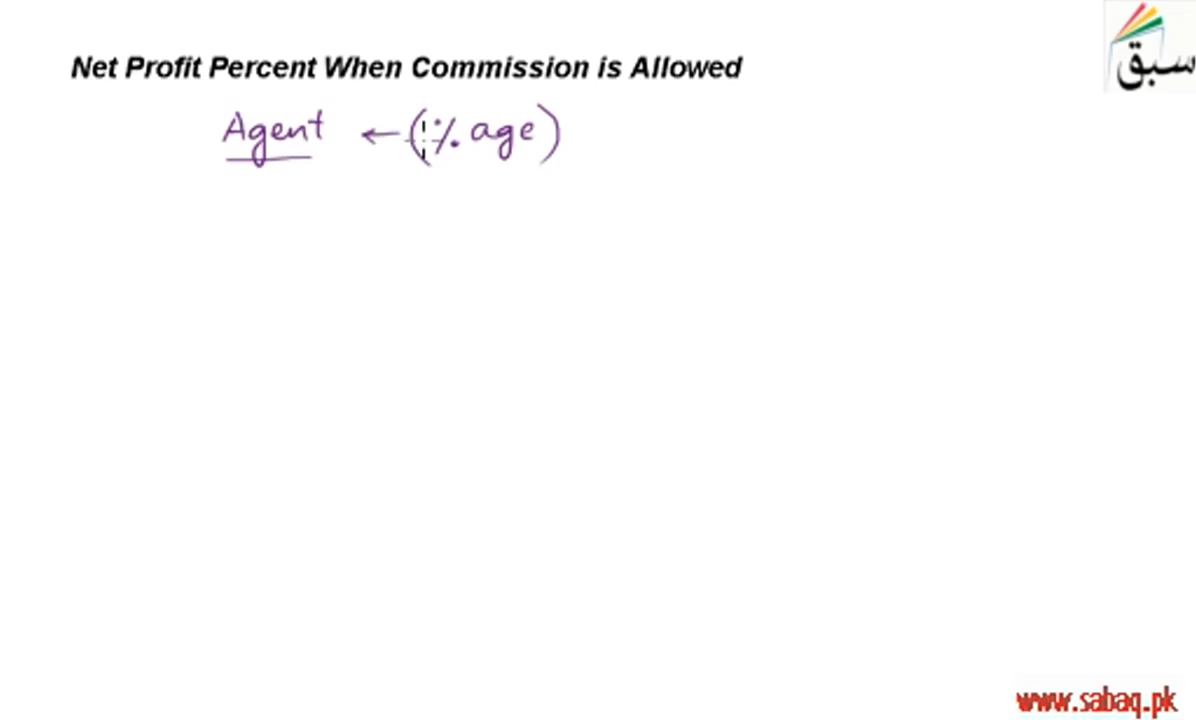 سبق
Net Profit Percent When Commission is Allowed
Agent ← (% age)
www.sabaq.pk